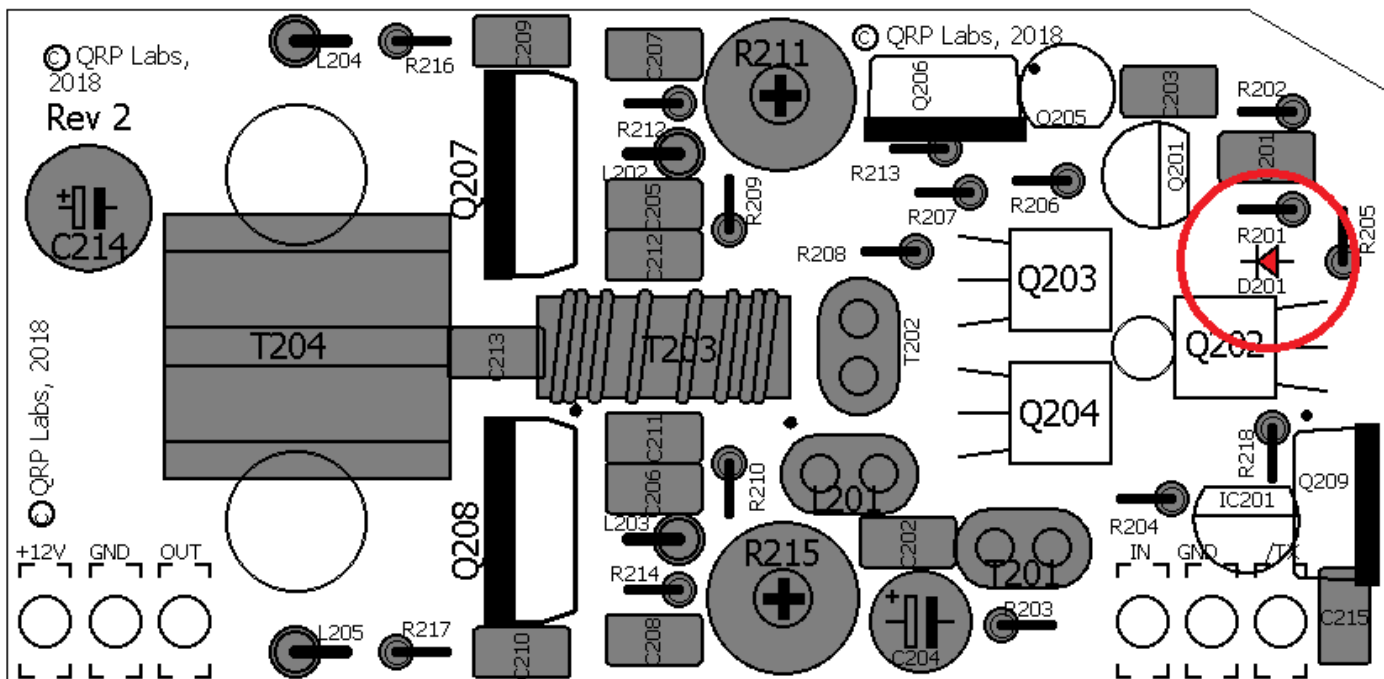 © QRP Labs,
2018
Rev 2
C214
© QRP Labs, 2018
+12V GND OUT
L204
R216
C209
C207
R211
© QRP Labs, 2018
Q206
Q205
C203
R202
Q207
R212
L202
C205
C212
R209
R213
R207
R206
Q201
C201
R201
R205
D201
R208
Q203
Q202
T204
C213
T203
T202
Q204
C211
C206
R210
L201
R218
Q209
Q208
L203
R214
R215
C202
T201
R204
IC201
IN GND /TX
L205
R217
C210
C208
C204
R203
C215